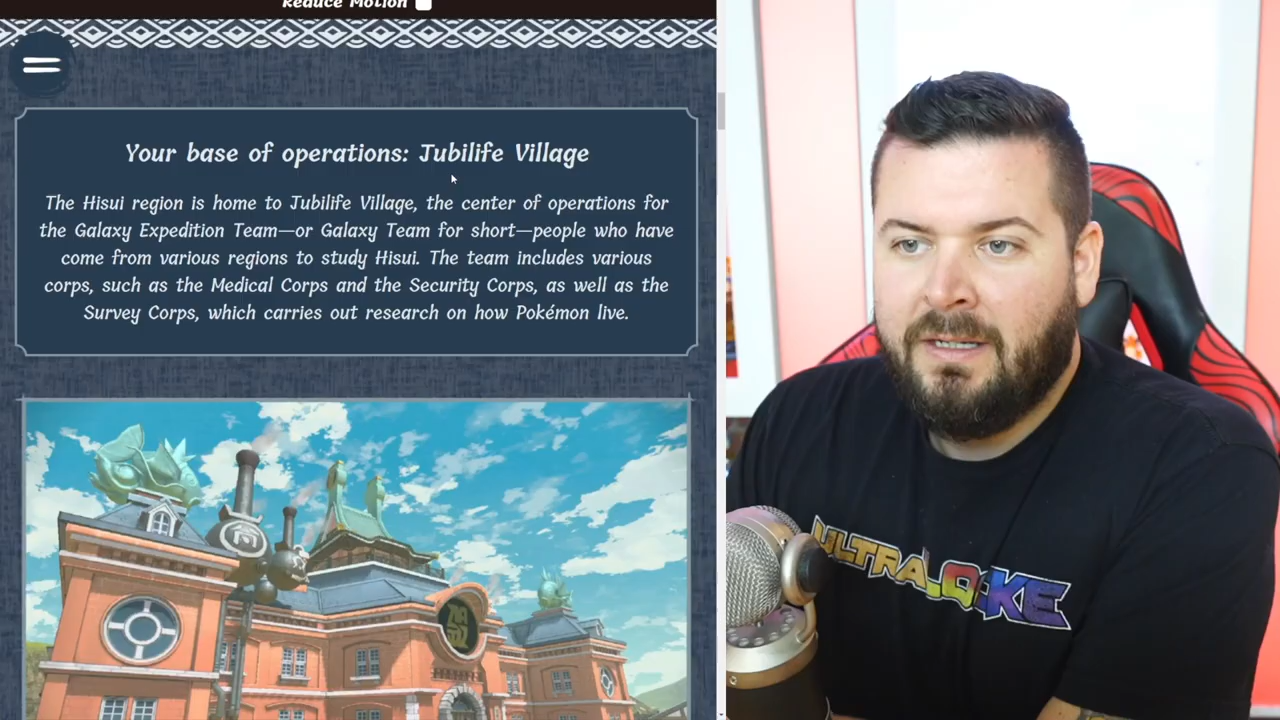 Reduce Motion
Your base of operations: Jubilife Village
The Hisui region is home to Jubilife Village, the center of operations for
the Galaxy Expedition Team—or Galaxy Team for short—people who have
come from various regions to study Hisui. The team includes various
corps, such as the Medical Corps and the Security Corps, as well as the
Survey Corps, which carries out research on how Pokémon live.
ULTRALOCKE